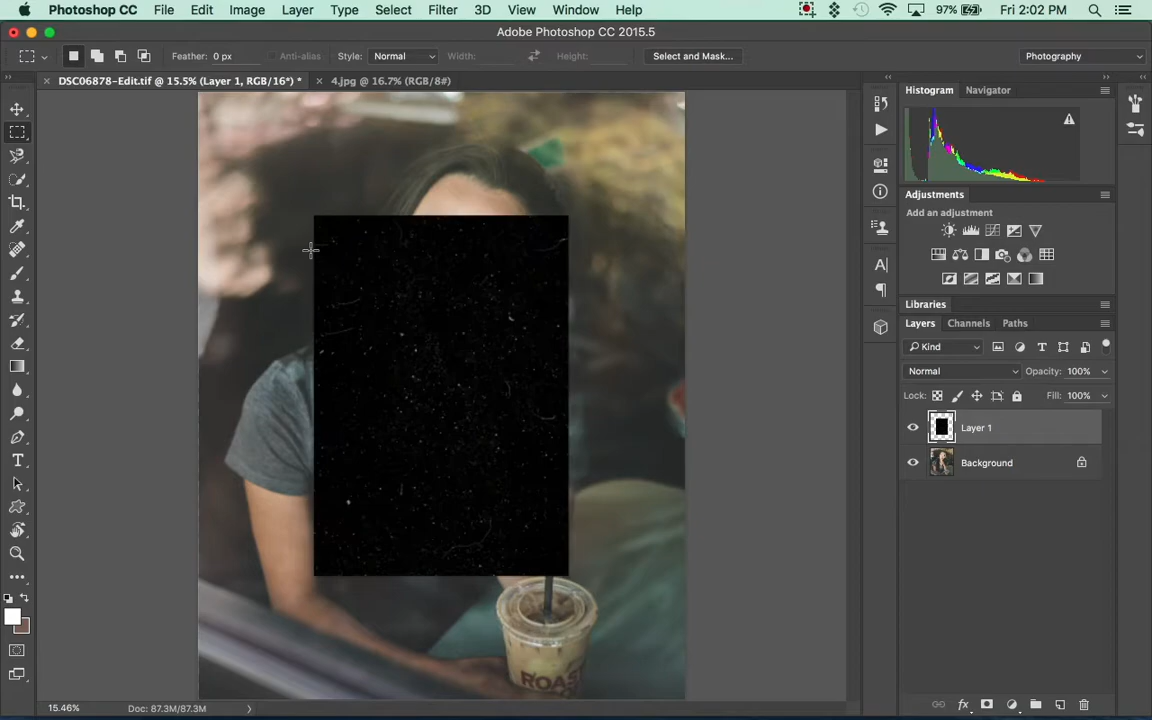 Photoshop CC File Edit Image Layer Type Select Filter 3D View Window Help 97% Fri 2:02 PM
Adobe Photoshop CC 2015.5
Feather: 0 px Anti-alias Style: Normal Width: Height: Select and Mask... Photography
DSC06878-Edit.tif @ 15.5% (Layer 1, RGB/16*) * 4.jpg @ 16.7% (RGB/8#)
Histogram Navigator
Adjustments
Add an adjustment
Libraries
Layers Channels Paths
Kind
Normal Opacity: 100%
Lock: Fill: 100%
Layer 1
Background
ROAST
15.46% Doc: 87.3M/87.3M